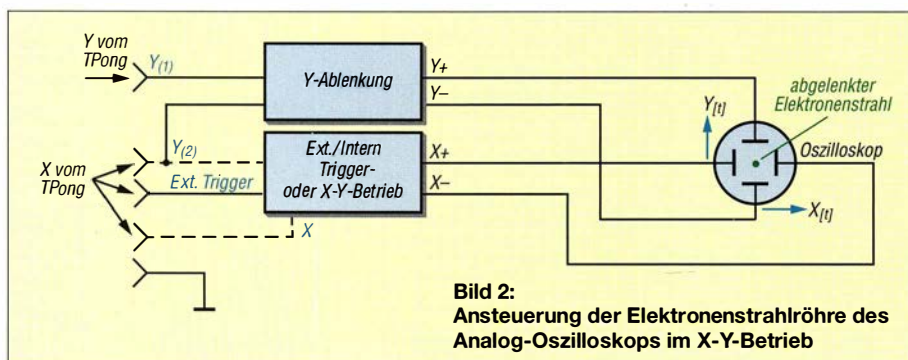 Y vom
TPong
Y(1)
Y-Ablenkung
Y+
Y–
abgelenkter
Elektronenstrahl
Y[t]
Y(2)
Ext./Intern
Trigger-
oder X-Y-Betrieb
X+
X–
Oszilloskop
X vom
TPong
Ext. Trigger
X
X[t]
Bild 2:
Ansteuerung der Elektronenstrahlröhre des
Analog-Oszilloskops im X-Y-Betrieb